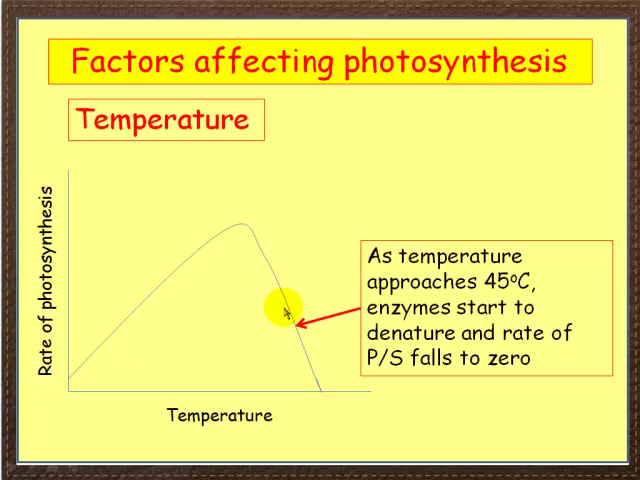 Factors affecting photosynthesis
Temperature
Rate of photosynthesis
As temperature
approaches 45°C,
enzymes start to
denature and rate of
P/S falls to zero
Temperature